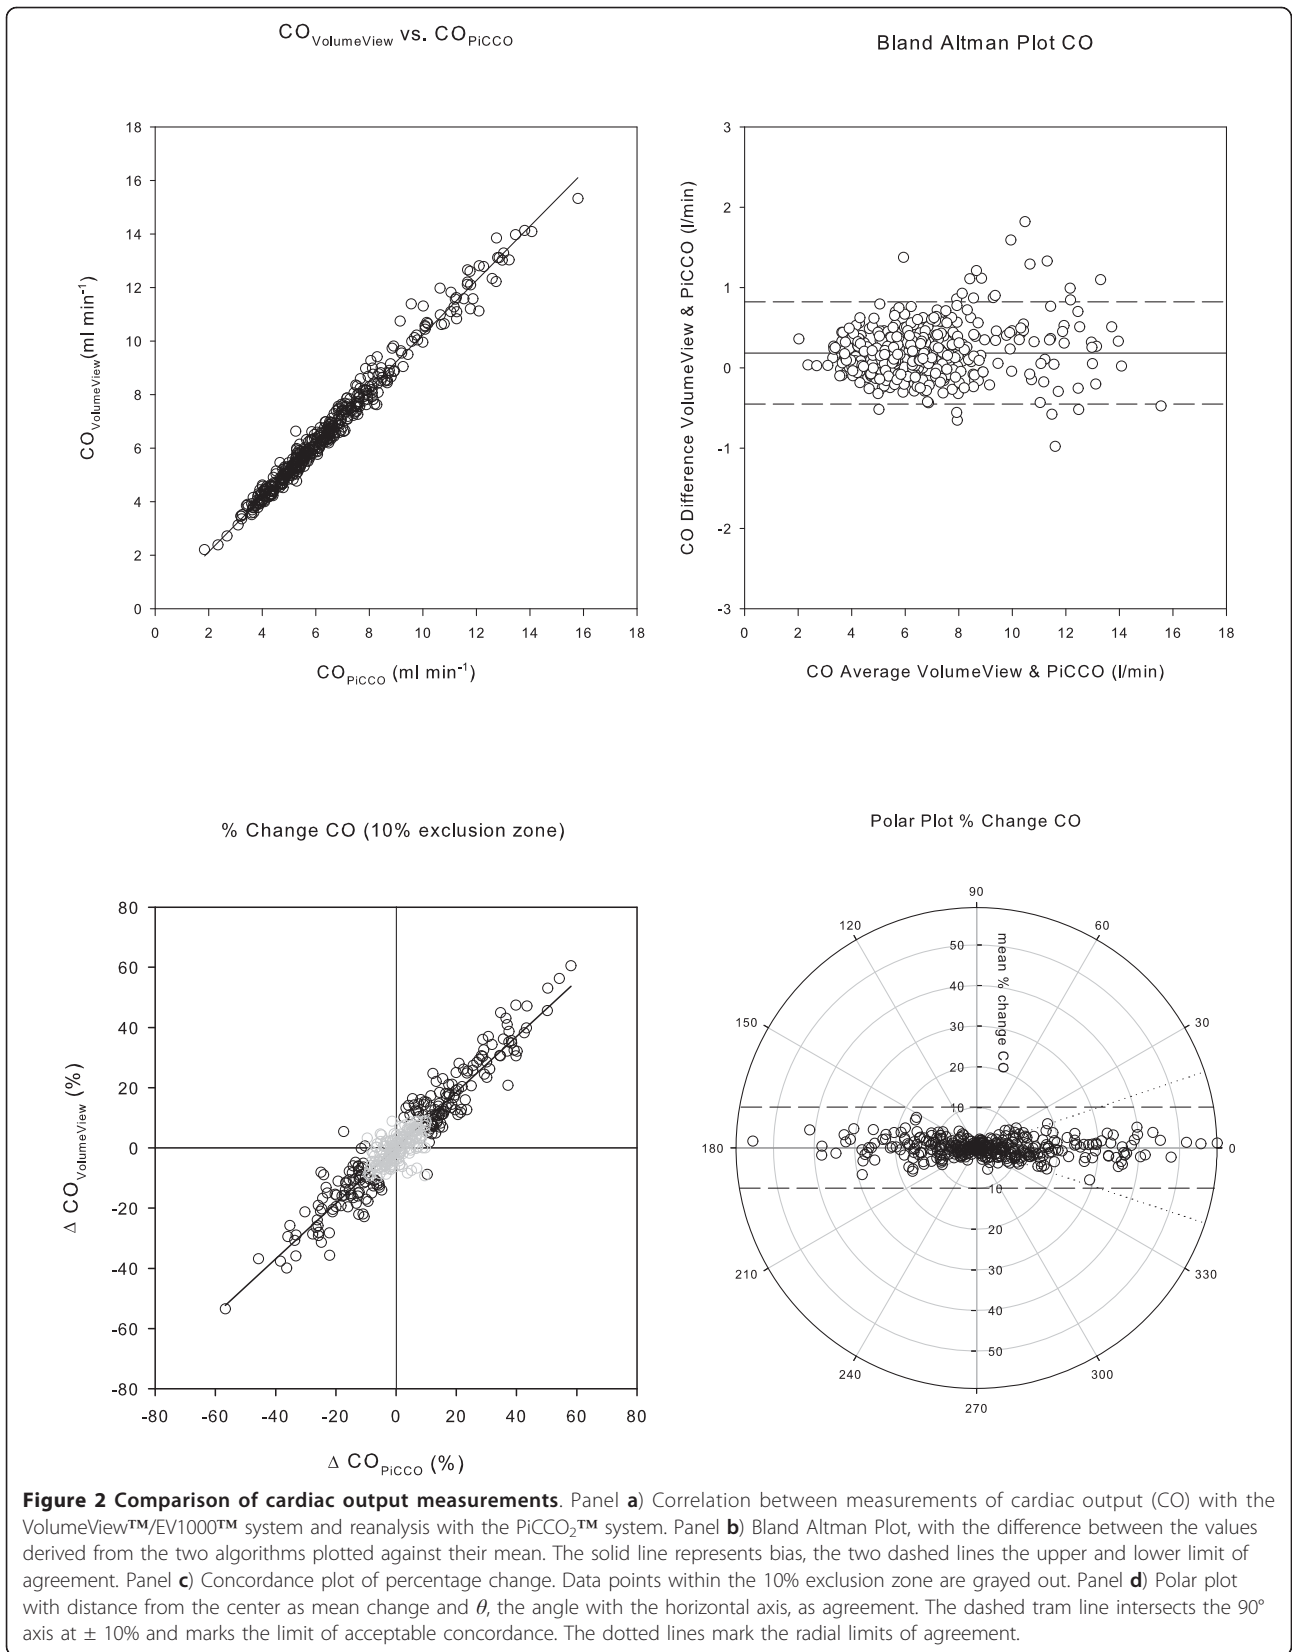 CO VolumeView vs. CO PiCCO
18
16
14
12
10
8
6
4
2
0
CO VolumeView(ml min-1)
0 2 4 6 8 10 12 14 16 18
CO PiCCO (ml min-1)
Bland Altman Plot CO
3
2
1
0
-1
-2
-3
CO Difference VolumeView & PiCCO (l/min)
0 2 4 6 8 10 12 14 16 18
CO Average VolumeView & PiCCO (l/min)
% Change CO (10% exclusion zone)
80
60
40
20
0
-20
-40
-60
-80
Δ CO VolumeView (%)
-80 -60 -40 -20 0 20 40 60 80
Δ CO PiCCO (%)
Polar Plot % Change CO
90
120 60
150 30
180 0
210 330
240 300
270
50
40
30
20
10
10
20
30
40
50
mean % change CO
Figure 2 Comparison of cardiac output measurements. Panel a) Correlation between measurements of cardiac output (CO) with the
VolumeView™/EV1000™ system and reanalysis with the PiCCO₂™ system. Panel b) Bland Altman Plot, with the difference between the values
derived from the two algorithms plotted against their mean. The solid line represents bias, the two dashed lines the upper and lower limit of
agreement. Panel c) Concordance plot of percentage change. Data points within the 10% exclusion zone are grayed out. Panel d) Polar plot
with distance from the center as mean change and θ, the angle with the horizontal axis, as agreement. The dashed tram line intersects the 90°
axis at ± 10% and marks the limit of acceptable concordance. The dotted lines mark the radial limits of agreement.